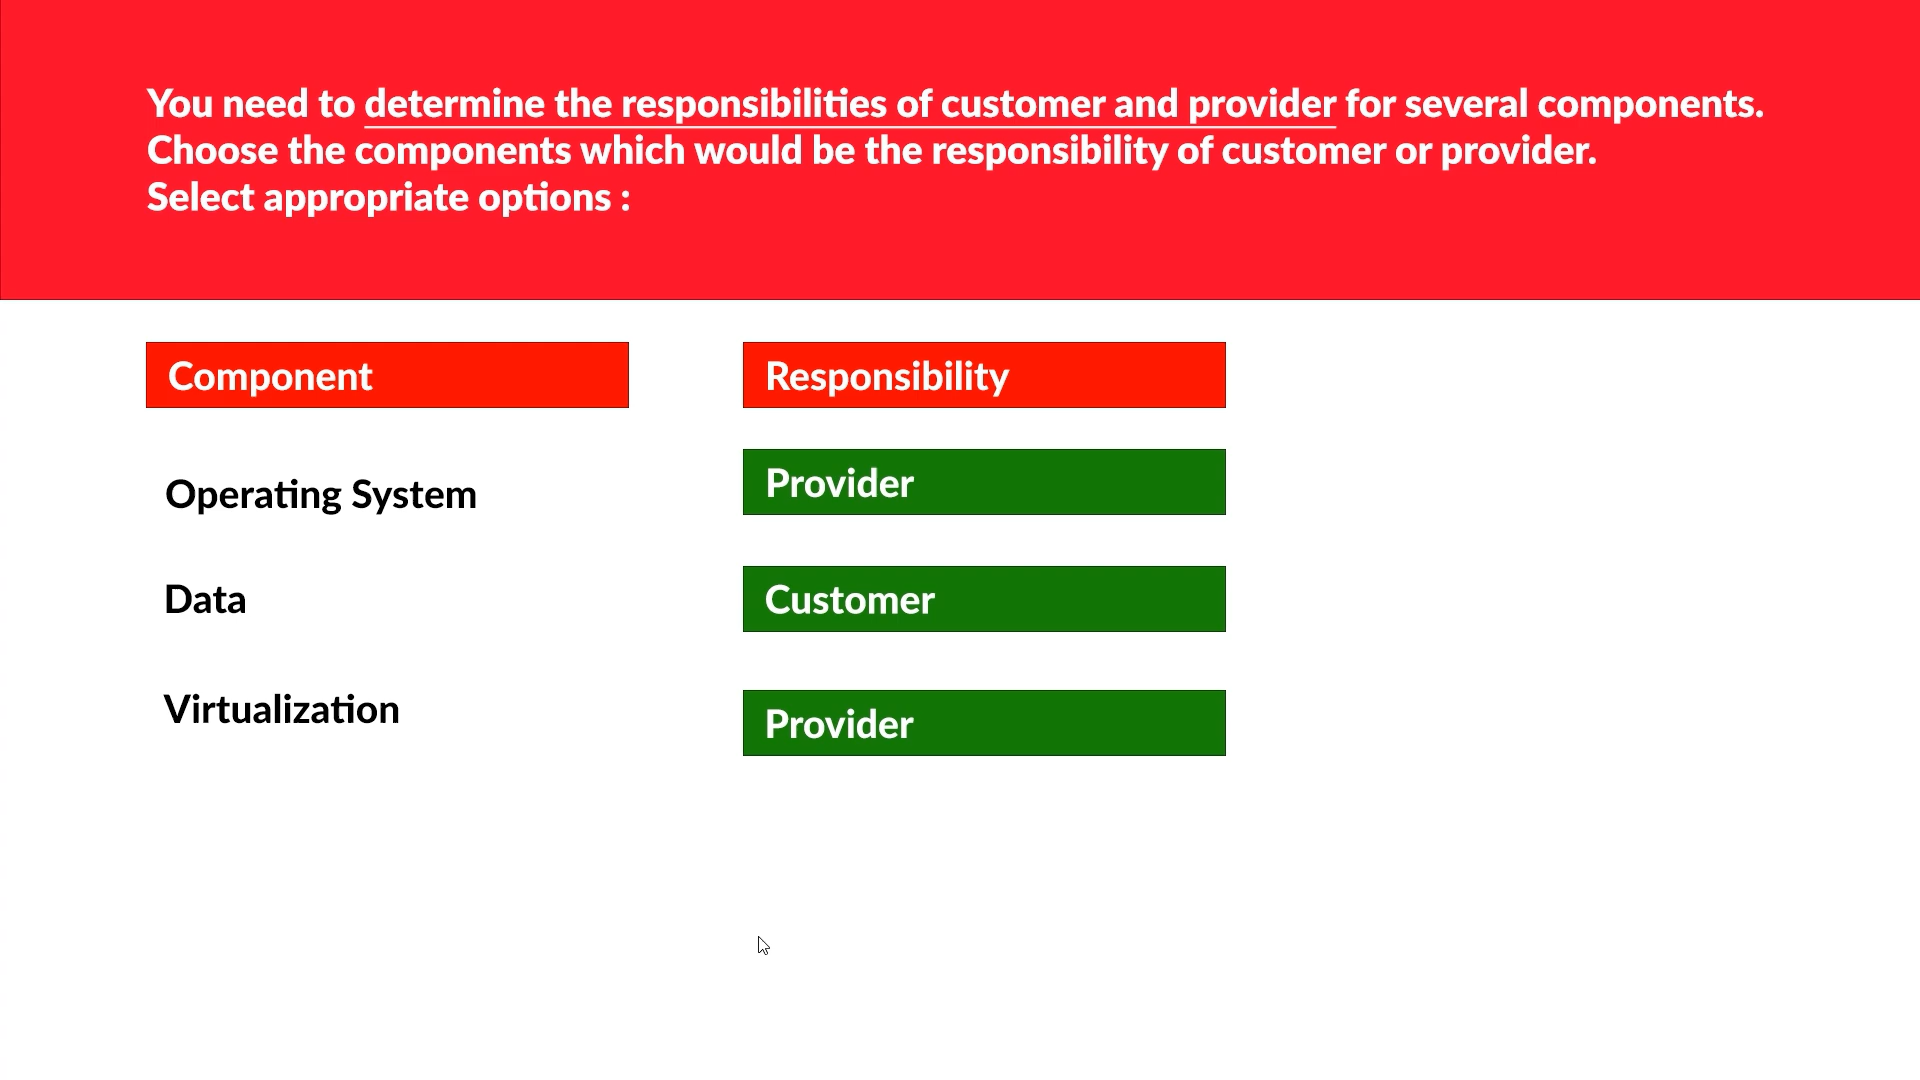 You need to determine the responsibilities of customer and provider for several components.
Choose the components which would be the responsibility of customer or provider.
Select appropriate options :
Component
Responsibility
Operating System
Provider
Data
Customer
Virtualization
Provider